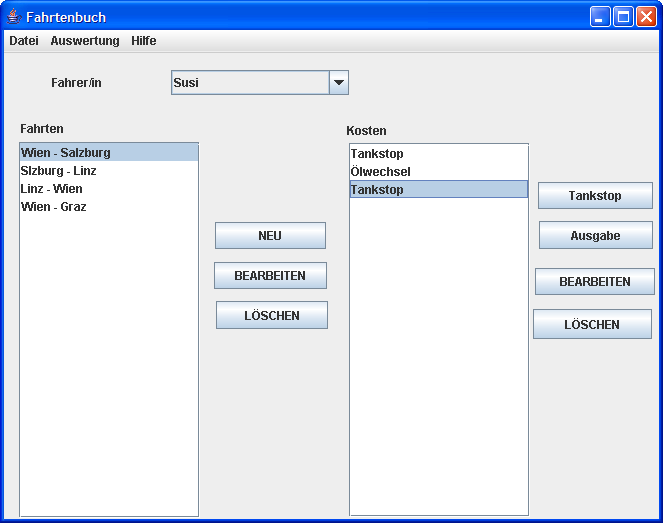 Fahrtenbuch
Datei Auswertung Hilfe
Fahrer/in Susi
Fahrten
Wien - Salzburg
Slzburg - Linz
Linz - Wien
Wien - Graz
NEU
BEARBEITEN
LÖSCHEN
Kosten
Tankstop
Ölwechsel
Tankstop
Tankstop
Ausgabe
BEARBEITEN
LÖSCHEN